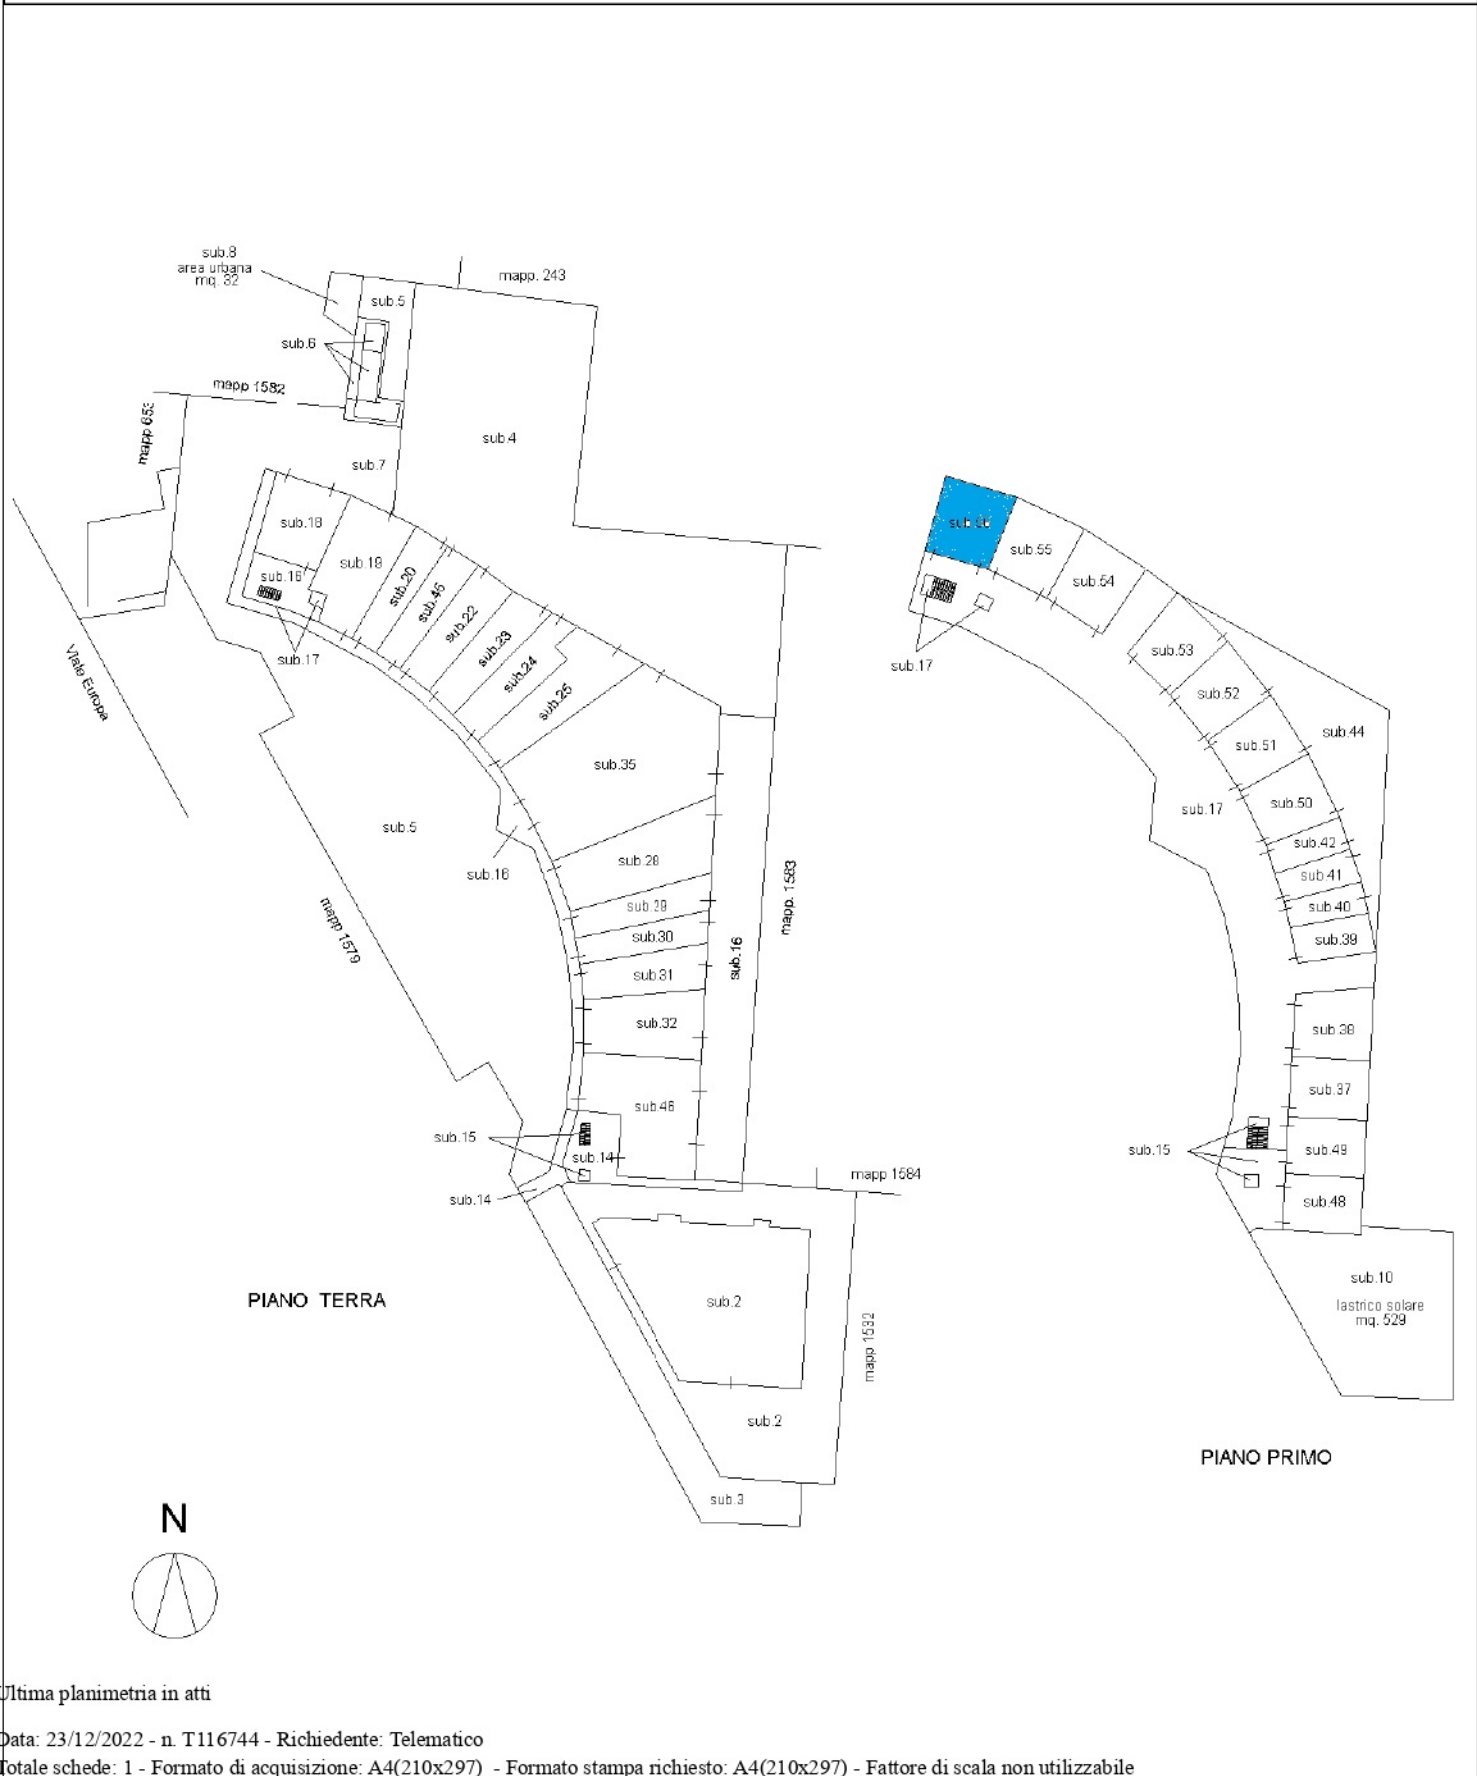 sub.8
area urbana
mq. 32
mapp. 243
sub.5
sub.6
mapp 1582
mapp 653
sub.4
sub.7
sub.18
sub.19
sub.16
sub.20
sub.45
sub.22
sub.23
sub.24
sub.25
sub.17
Viale Europa
sub.35
sub.5
sub.16
sub.28
sub.29
sub.30
sub.31
sub.32
sub.16
mapp. 1583
mapp 1579
sub.46
sub.15
sub.14
sub.14
mapp 1584
sub.2
mapp 1532
sub.2
sub.3
PIANO TERRA
sub.55
sub.54
sub.17
sub.53
sub.52
sub.51
sub.44
sub.50
sub.17
sub.42
sub.41
sub.40
sub.39
sub.38
sub.37
sub.15
sub.49
sub.48
sub.10
lastrico solare
mq. 529
PIANO PRIMO
N
Ultima planimetria in atti
Data: 23/12/2022 - n. T116744 - Richiedente: Telematico
Totale schede: 1 - Formato di acquisizione: A4(210x297) - Formato stampa richiesto: A4(210x297) - Fattore di scala non utilizzabile